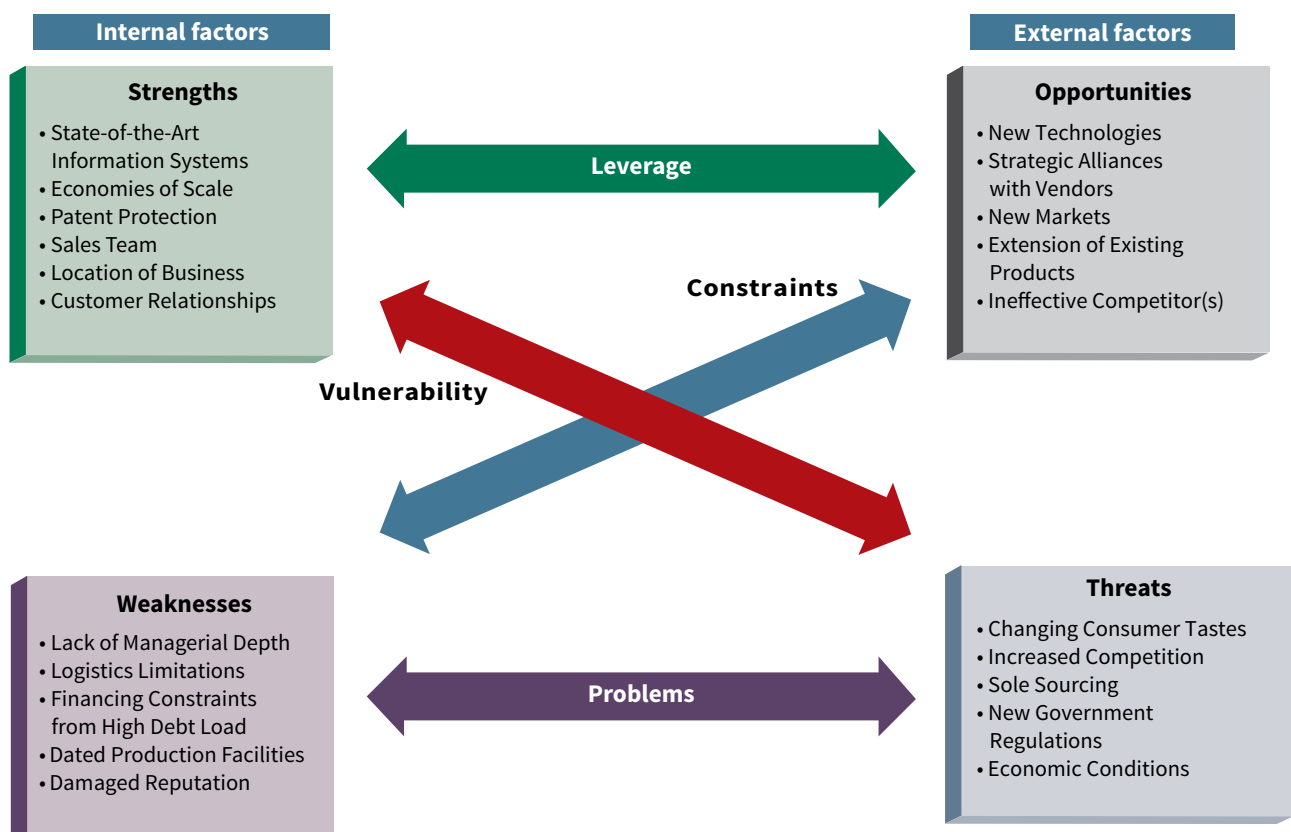 Internal factors
External factors
Strengths
• State-of-the-Art
Information Systems
• Economies of Scale
• Patent Protection
• Sales Team
• Location of Business
• Customer Relationships
Leverage
Opportunities
• New Technologies
• Strategic Alliances
with Vendors
• New Markets
• Extension of Existing
Products
• Ineffective Competitor(s)
Constraints
Vulnerability
Weaknesses
• Lack of Managerial Depth
• Logistics Limitations
• Financing Constraints
from High Debt Load
• Dated Production Facilities
• Damaged Reputation
Problems
Threats
• Changing Consumer Tastes
• Increased Competition
• Sole Sourcing
• New Government
Regulations
• Economic Conditions